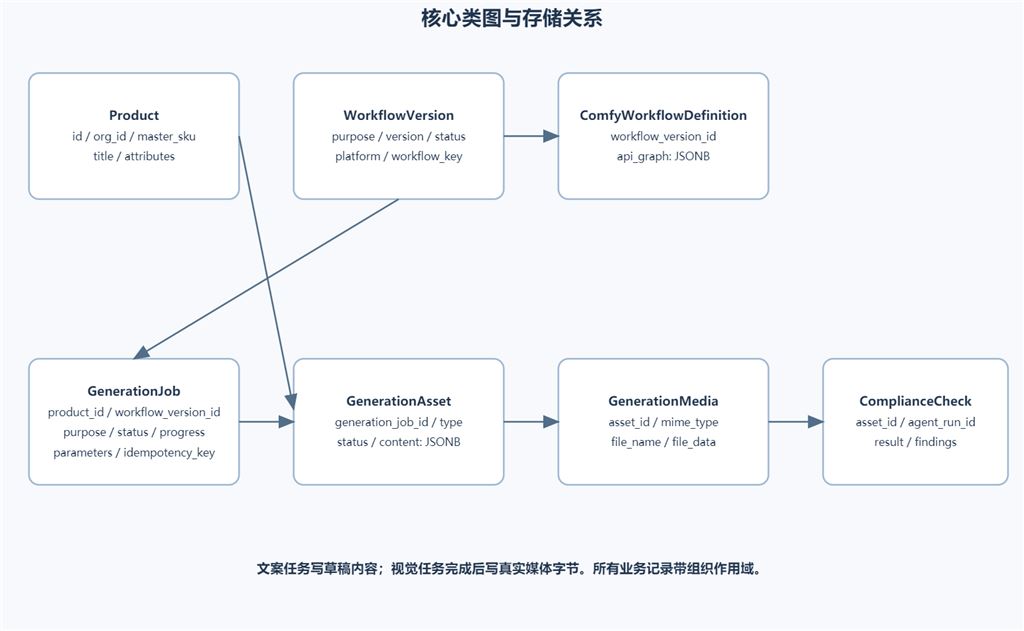 核心类图与存储关系
Product
id / org_id / master_sku
title / attributes
WorkflowVersion
purpose / version / status
platform / workflow_key
ComfyWorkflowDefinition
workflow_version_id
api_graph: JSONB
GenerationJob
product_id / workflow_version_id
purpose / status / progress
parameters / idempotency_key
GenerationAsset
generation_job_id / type
status / content: JSONB
GenerationMedia
asset_id / mime_type
file_name / file_data
ComplianceCheck
asset_id / agent_run_id
result / findings
文案任务写草稿内容；视觉任务完成后写真实媒体字节。所有业务记录带组织作用域。